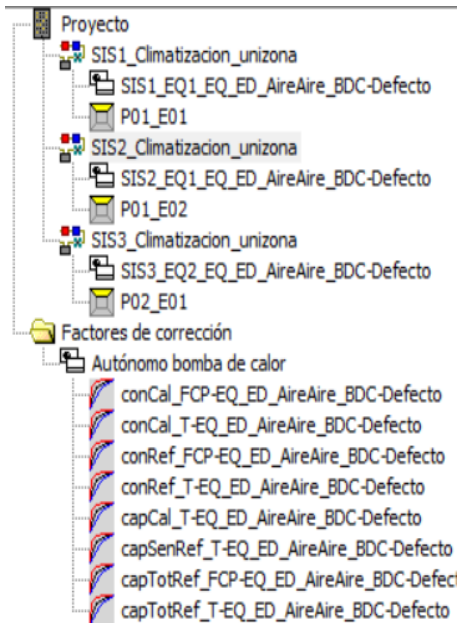 Proyecto
SIS1_Climatizacion_unizona
SIS1_EQ1_EQ_ED_AireAire_BDC-Defecto
P01_E01
SIS2_Climatizacion_unizona
SIS2_EQ1_EQ_ED_AireAire_BDC-Defecto
P01_E02
SIS3_Climatizacion_unizona
SIS3_EQ2_EQ_ED_AireAire_BDC-Defecto
P02_E01
Factores de corrección
Autónomo bomba de calor
conCal_FCP-EQ_ED_AireAire_BDC-Defecto
conCal_T-EQ_ED_AireAire_BDC-Defecto
conRef_FCP-EQ_ED_AireAire_BDC-Defecto
conRef_T-EQ_ED_AireAire_BDC-Defecto
capCal_T-EQ_ED_AireAire_BDC-Defecto
capSenRef_T-EQ_ED_AireAire_BDC-Defecto
capTotRef_FCP-EQ_ED_AireAire_BDC-Defect
capTotRef_T-EQ_ED_AireAire_BDC-Defecto